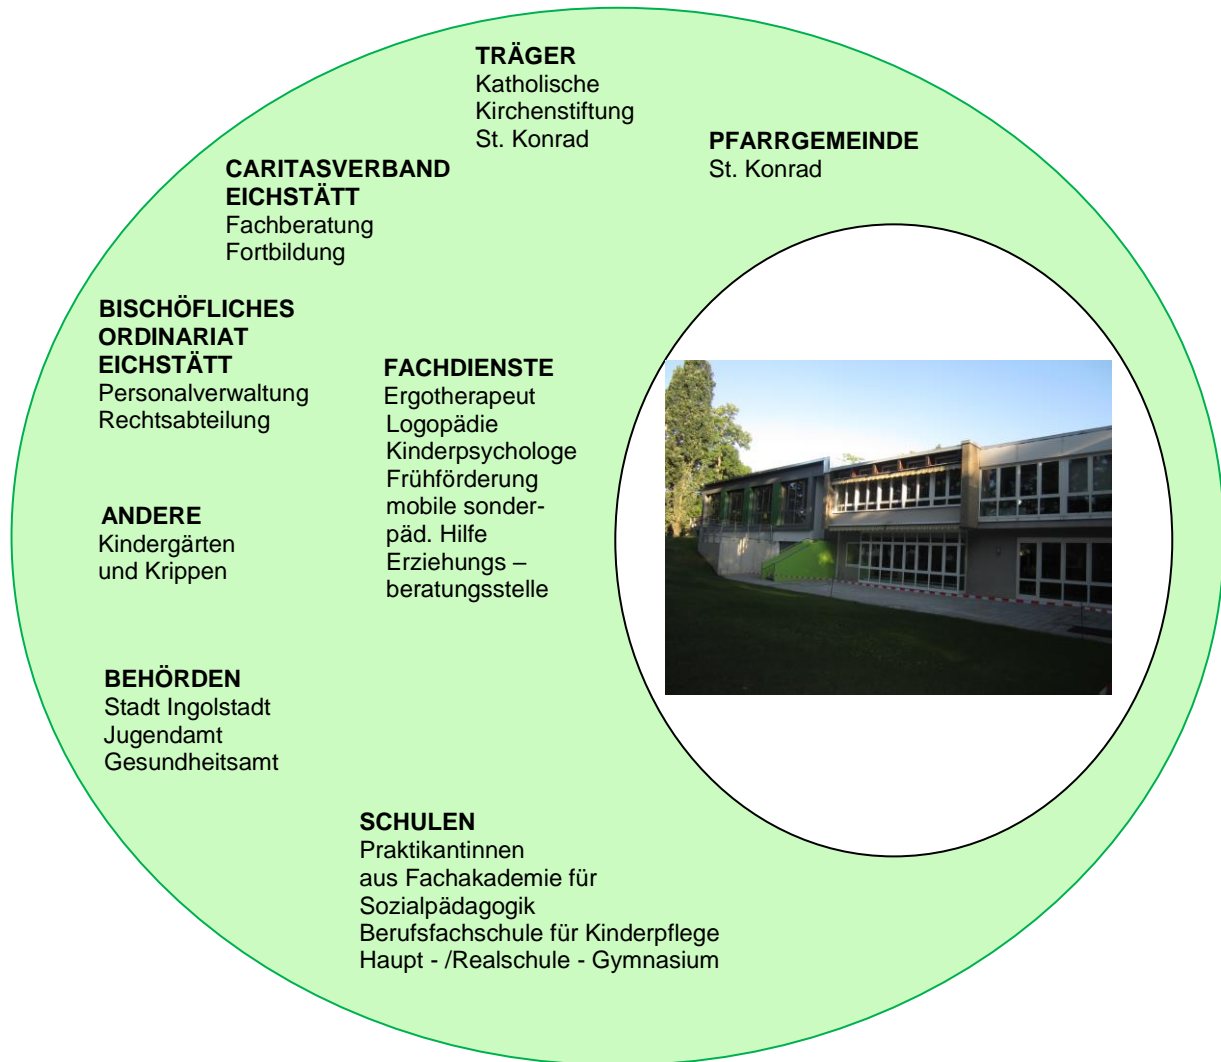 TRÄGER
Katholische
Kirchenstiftung
St. Konrad
PFARRGEMEINDE
St. Konrad
CARITASVERBAND
EICHSTÄTT
Fachberatung
Fortbildung
BISCHÖFLICHES
ORDINARIAT
EICHSTÄTT
Personalverwaltung
Rechtsabteilung
FACHDIENSTE
Ergotherapeut
Logopädie
Kinderpsychologe
Frühförderung
mobile sonder-
päd. Hilfe
Erziehungs –
beratungsstelle
ANDERE
Kindergärten
und Krippen
BEHÖRDEN
Stadt Ingolstadt
Jugendamt
Gesundheitsamt
SCHULEN
Praktikantinnen
aus Fachakademie für
Sozialpädagogik
Berufsfachschule für Kinderpflege
Haupt - /Realschule - Gymnasium